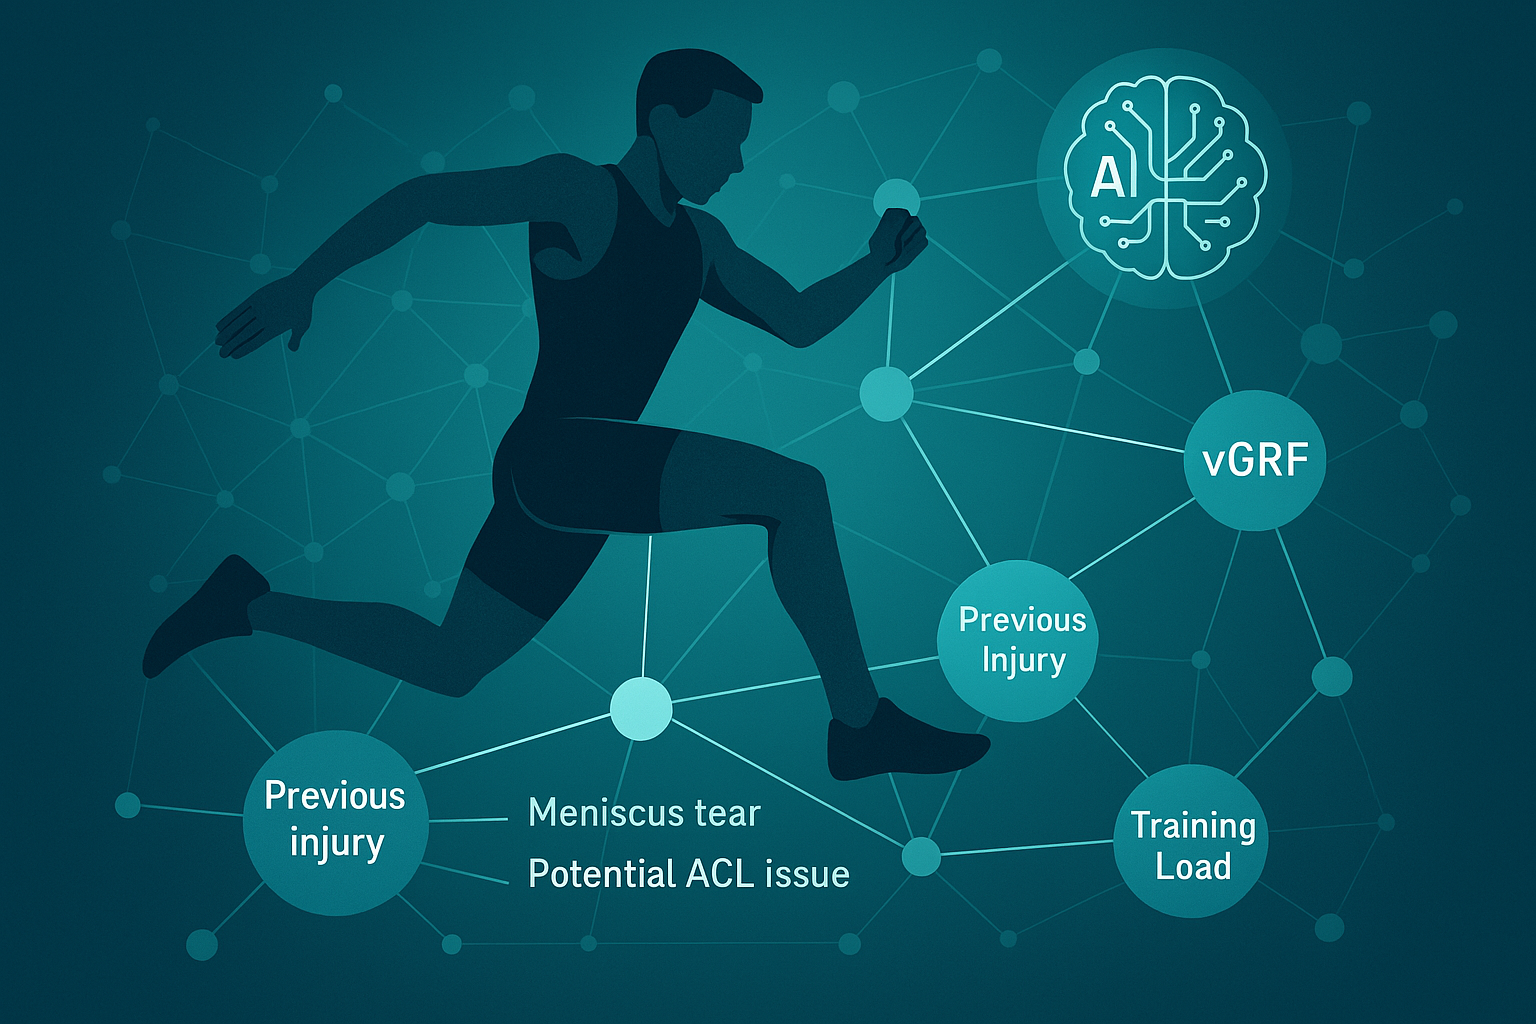 AI
vGRF
Previous
Injury
Previous
injury
Meniscus tear
Potential ACL issue
Training
Load